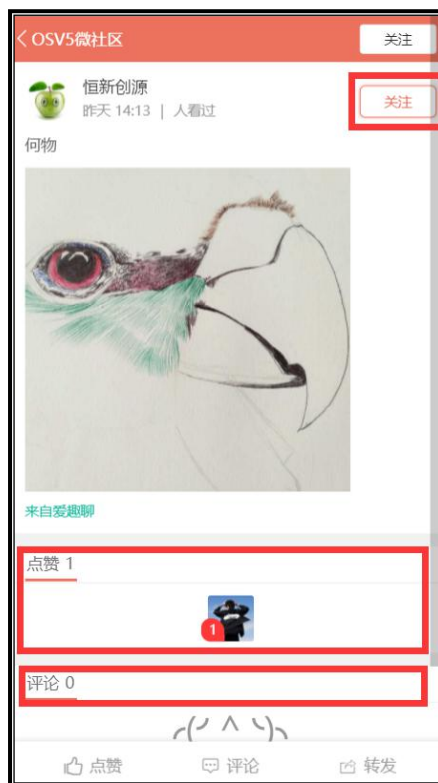 OSV5微社区 关注
恒新创源
昨天 14:13 | 人看过 关注
何物
来自爱趣聊
点赞 1
1
评论 0
点赞 评论 转发